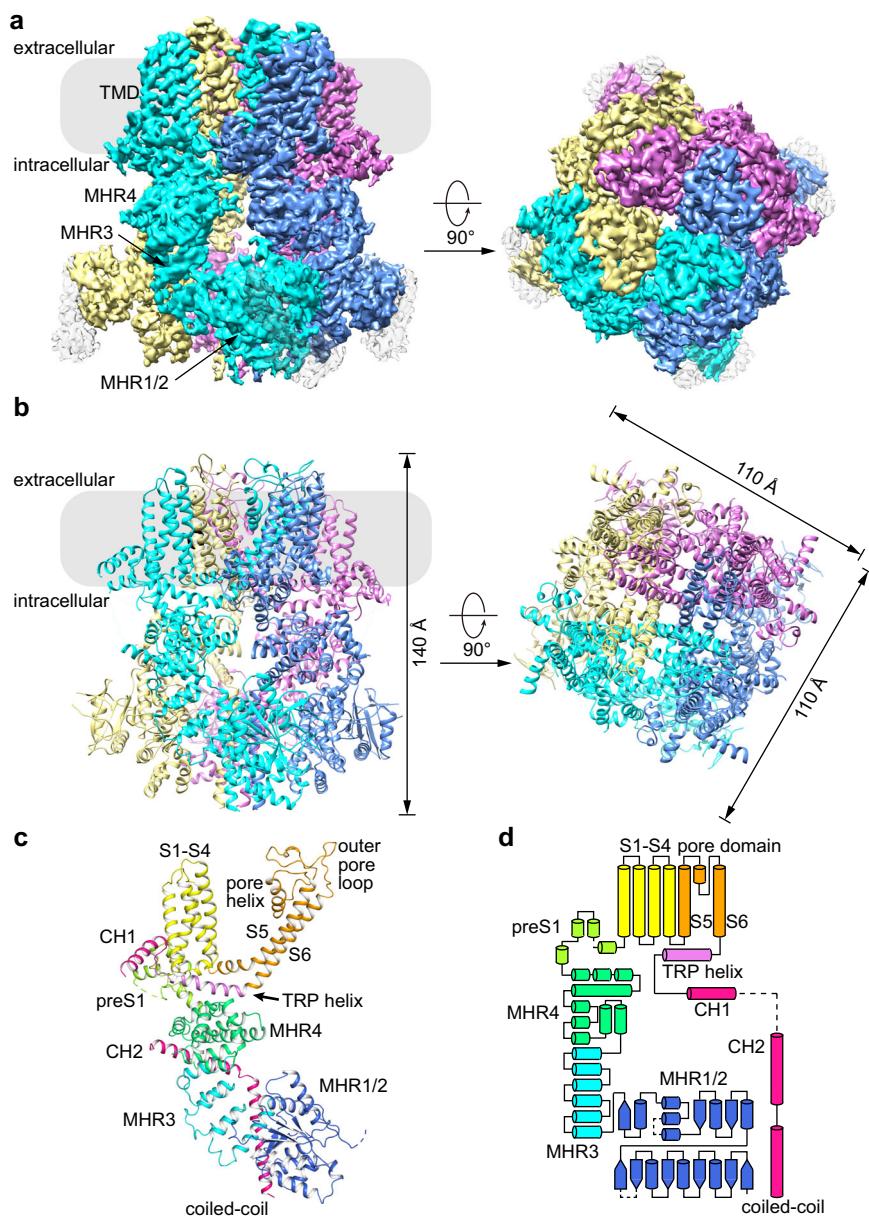 a
extracellular
TMD
intracellular
MHR4
MHR3
90°
MHR1/2
b
extracellular
intracellular
140 Å
90°
110 Å
110 Å
c
S1-S4
outer
pore
loop
pore
helix
CH1
S5
S6
preS1
TRP helix
MHR4
CH2
MHR1/2
MHR3
coiled-coil
d
S1-S4 pore domain
preS1
S5
S6
TRP helix
MHR4
CH1
CH2
MHR1/2
MHR3
coiled-coil